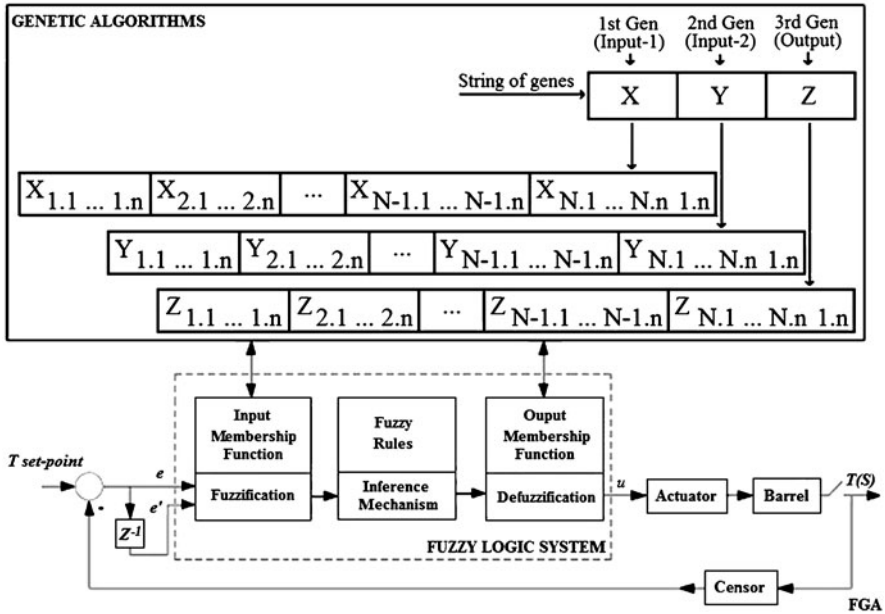 GENETIC ALGORITHMS
1st Gen (Input-1)
2nd Gen (Input-2)
3rd Gen (Output)
String of genes
X Y Z
X1.1 ... 1.n X2.1 ... 2.n ... XN-1.1 ... N-1.n XN.1 ... N.n 1.n
Y1.1 ... 1.n Y2.1 ... 2.n ... YN-1.1 ... N-1.n YN.1 ... N.n 1.n
Z1.1 ... 1.n Z2.1 ... 2.n ... ZN-1.1 ... N-1.n ZN.1 ... N.n 1.n
Input
Membership
Function
Fuzzy
Rules
Ouput
Membership
Function
T set-point
e
Fuzzification
Inference
Mechanism
Defuzzification
u
Actuator
Barrel
T(S)
-
Z-1
e'
FUZZY LOGIC SYSTEM
Censor
FGA